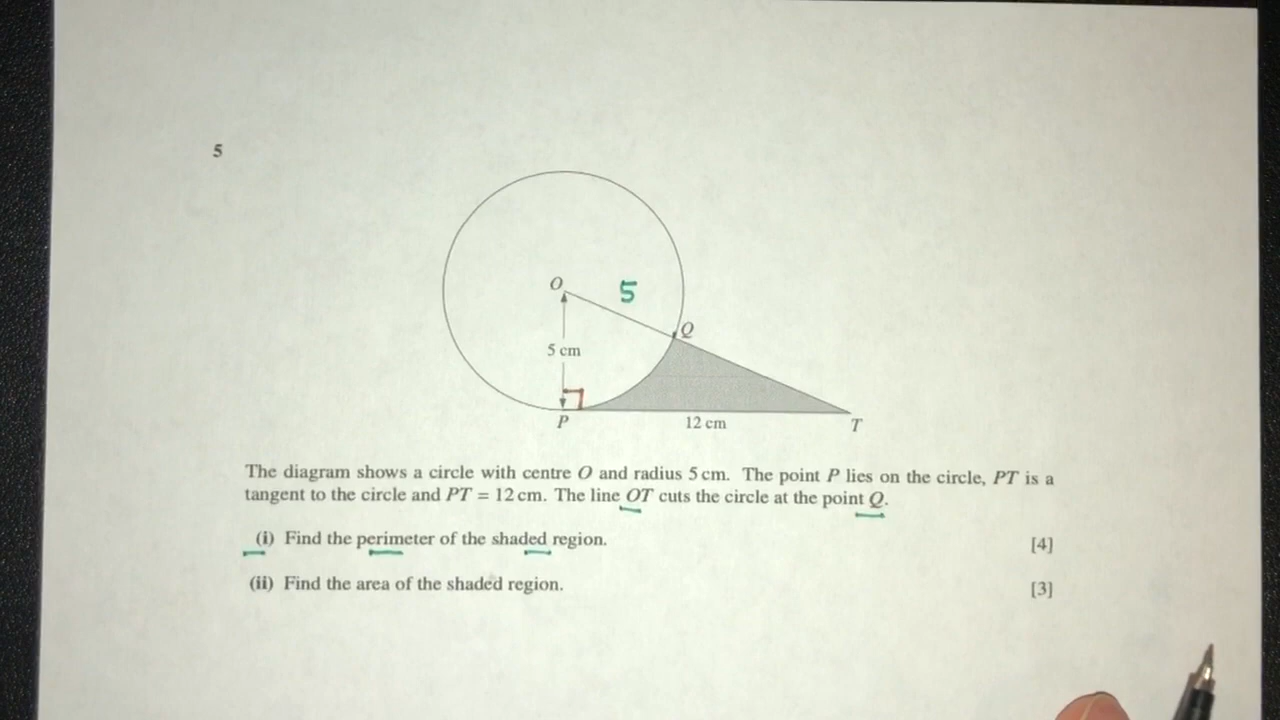 5
O
5
Q
5 cm
P
12 cm
T
The diagram shows a circle with centre O and radius 5 cm. The point P lies on the circle, PT is a
tangent to the circle and PT = 12 cm. The line OT cuts the circle at the point Q.
(i) Find the perimeter of the shaded region. [4]
(ii) Find the area of the shaded region. [3]